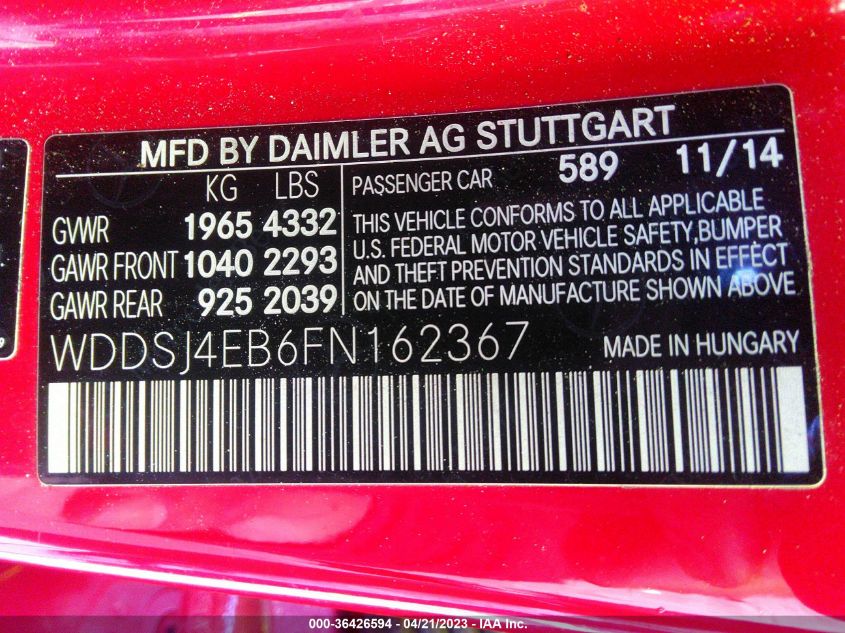 MFD BY DAIMLER AG STUTTGART
KG LBS
GVWR 1965 4332
GAWR FRONT 1040 2293
GAWR REAR 925 2039
PASSENGER CAR 589 11/14
THIS VEHICLE CONFORMS TO ALL APPLICABLE
U.S. FEDERAL MOTOR VEHICLE SAFETY,BUMPER
AND THEFT PREVENTION STANDARDS IN EFFECT
ON THE DATE OF MANUFACTURE SHOWN ABOVE
WDDSJ4EB6FN162367 MADE IN HUNGARY
000-36426594 - 04/21/2023 - IAA Inc.